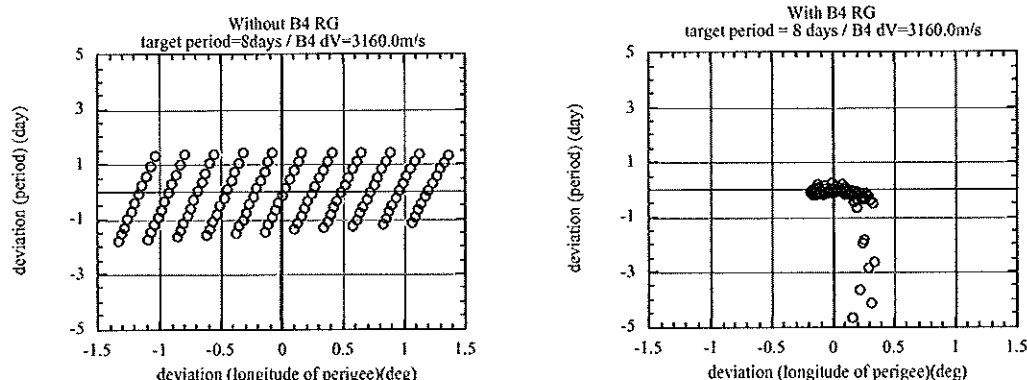 Without B4 RG
target period=8days / B4 dV=3160.0m/s
5
3
1
-1
-3
-5
deviation (period) (day)
-1.5 -1 -0.5 0 0.5 1 1.5
deviation (longitude of perigee)(deg)
With B4 RG
target period = 8 days / B4 dV=3160.0m/s
5
3
1
-1
-3
-5
deviation (period) (day)
-1.5 -1 -0.5 0 0.5 1 1.5
deviation (longitude of perigee)(deg)